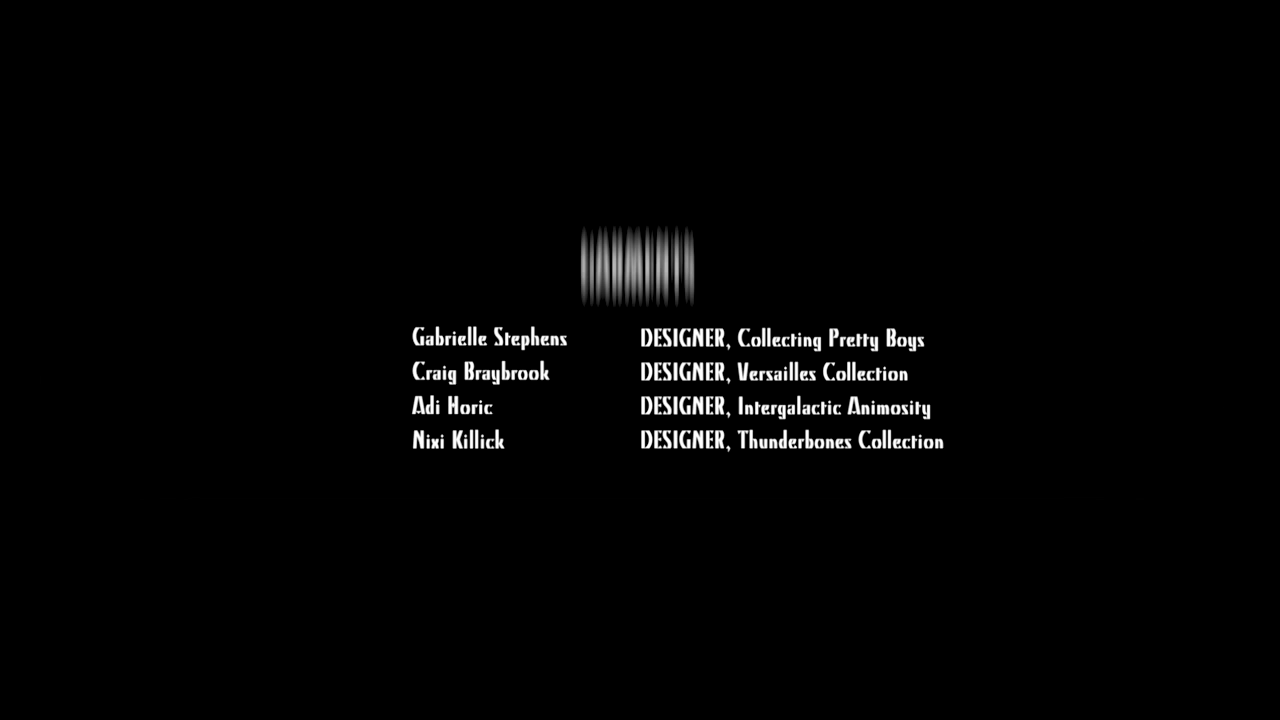 Gabrielle Stephens DESIGNER, Collecting Pretty Boys
Craig Braybrook DESIGNER, Versailles Collection
Adi Horic DESIGNER, Intergalactic Animosity
Nixi Killick DESIGNER, Thunderbones Collection